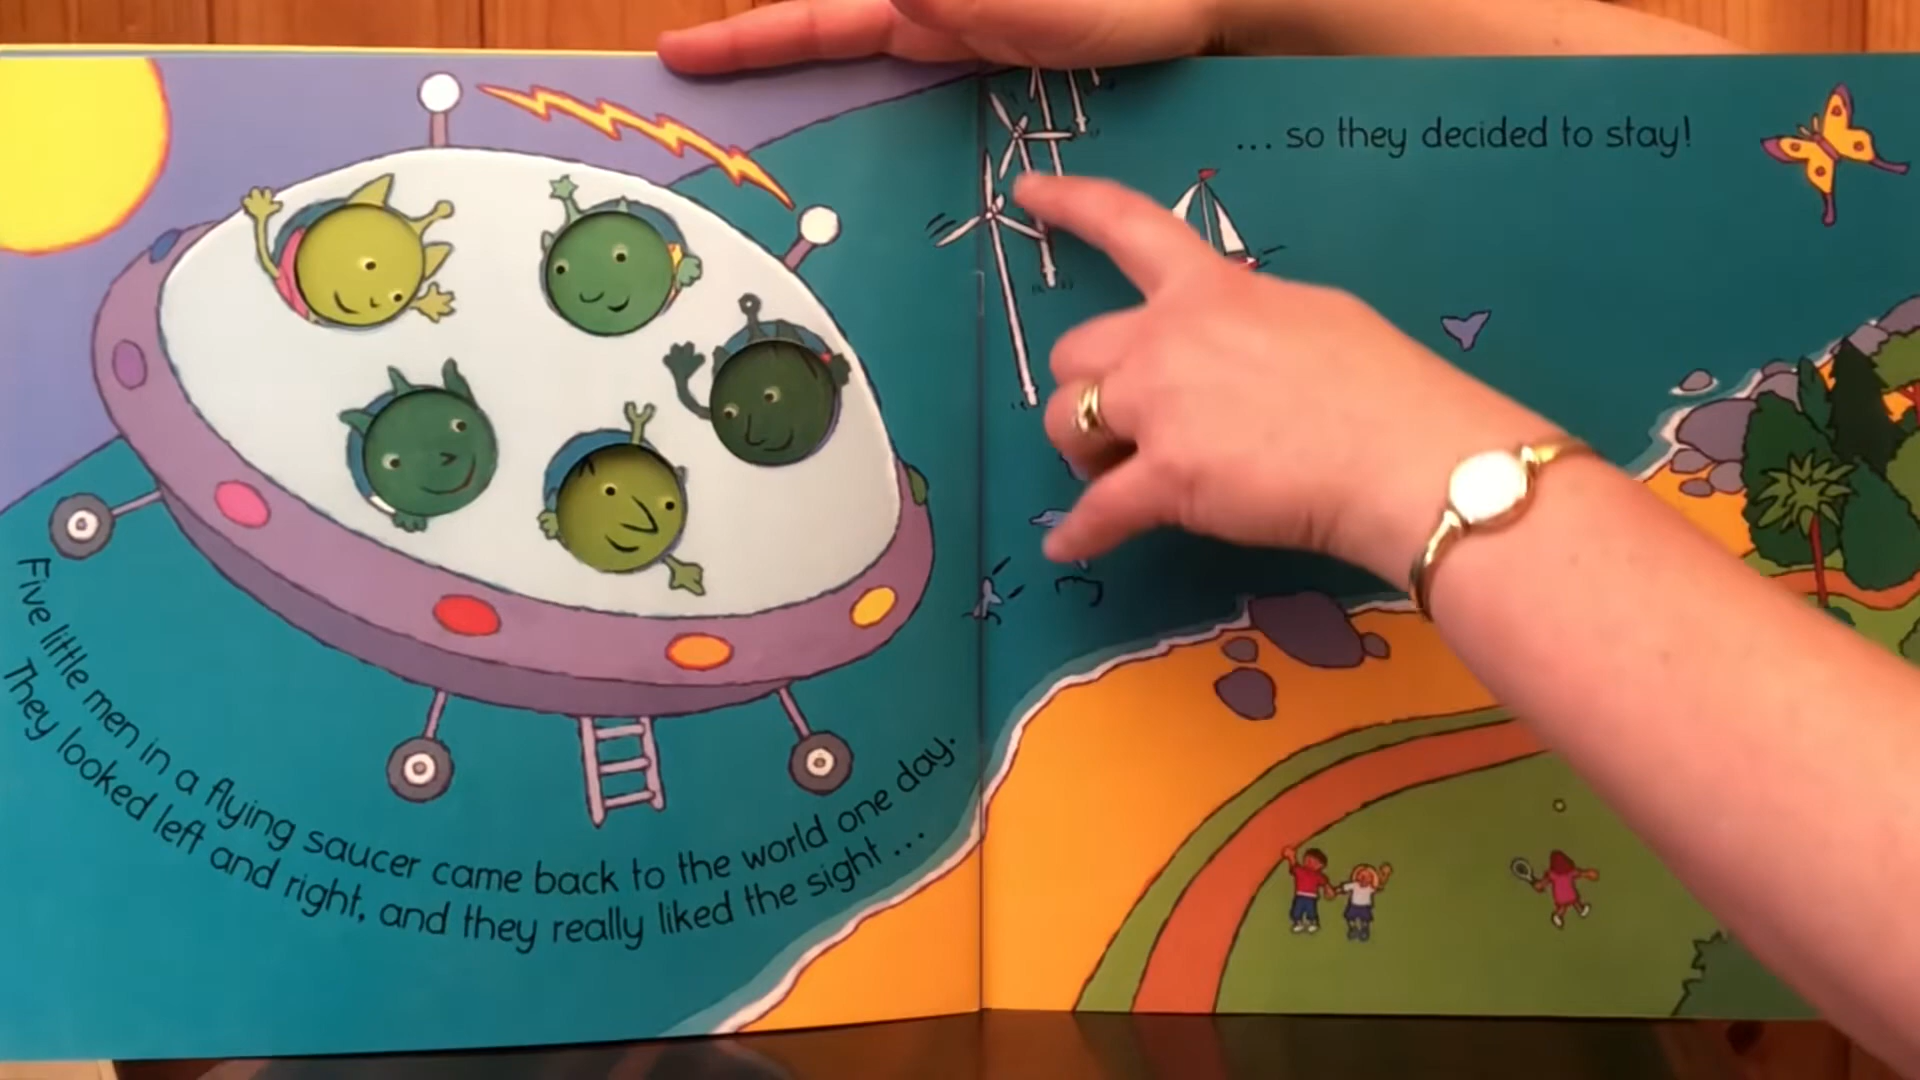 Five little men in a flying saucer came back to the world one day.
They looked left and right, and they really liked the sight ...
... so they decided to stay!